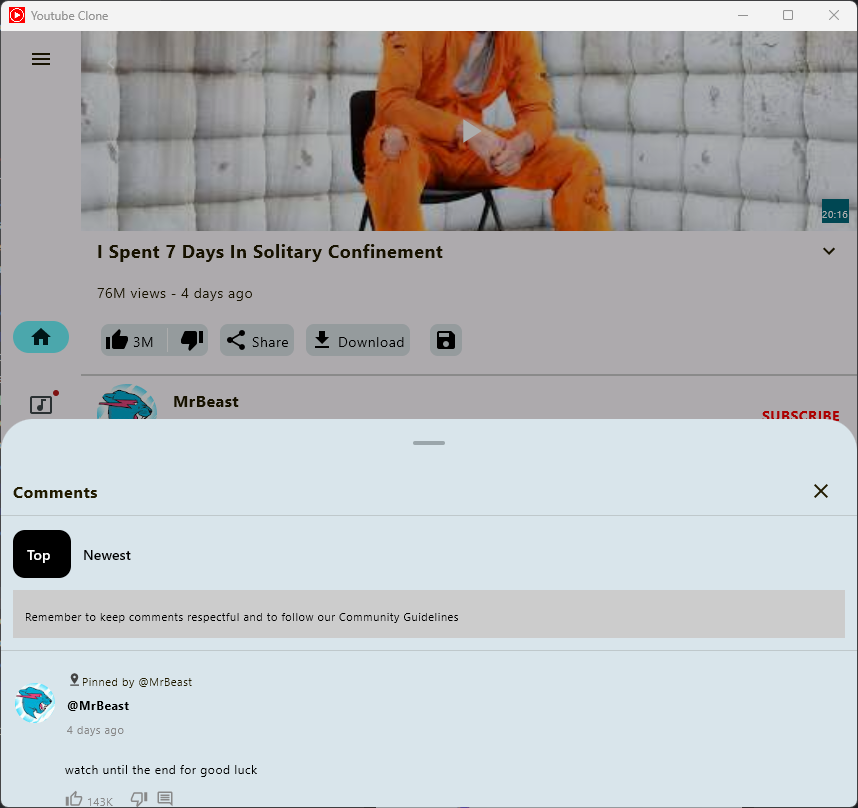 Youtube Clone
20:16
I Spent 7 Days In Solitary Confinement
76M views - 4 days ago
3M Share Download
MrBeast
SUBSCRIBE
Comments
Top Newest
Remember to keep comments respectful and to follow our Community Guidelines
Pinned by @MrBeast
@MrBeast
4 days ago
watch until the end for good luck
143K